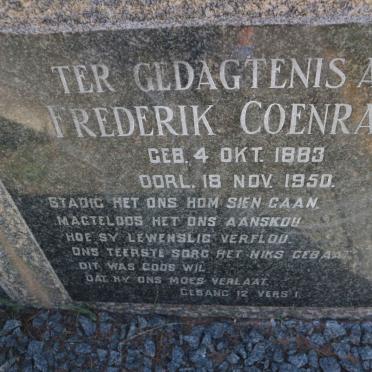 TER GEDAGTENIS A
FREDERIK COENRA
GEB. 4 OKT. 1883
OORL. 18 NOV. 1950.
STADIG HET ONS HOM SIEN GAAN,
MAGTELOOS HET ONS AANSKOU
HOE SY LEWENSLIG VERFLOU.
ONS TEERSTE SORG HET NIKS GEBAAT
DIT WAS GODS WIL
DAT HY ONS MOES VERLAAT.
GESANG 12 VERS 1.